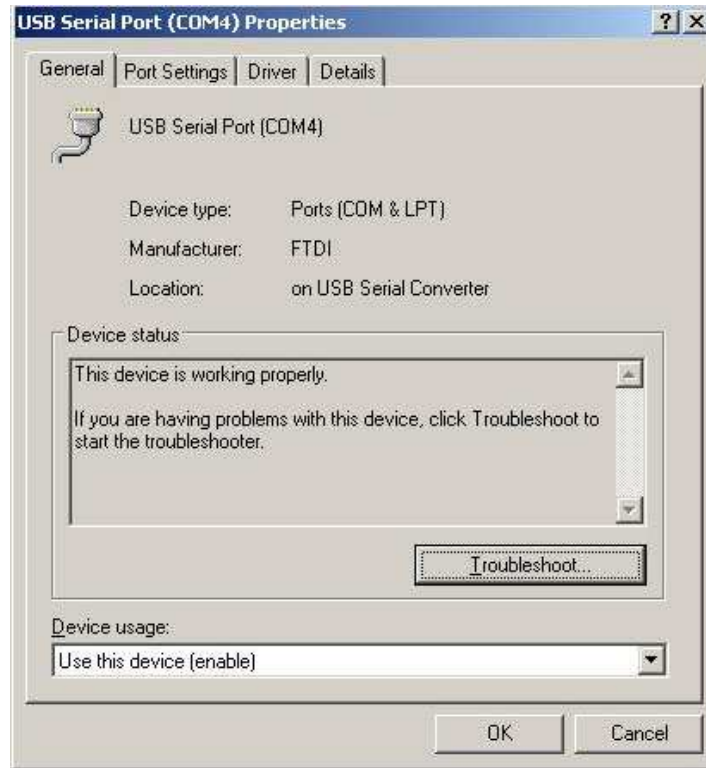 USB Serial Port (COM4) Properties
? X
General Port Settings Driver Details
USB Serial Port (COM4)
Device type: Ports (COM & LPT)
Manufacturer: FTDI
Location: on USB Serial Converter
Device status
This device is working properly.
If you are having problems with this device, click Troubleshoot to
start the troubleshooter.
Troubleshoot...
Device usage:
Use this device (enable)
OK Cancel